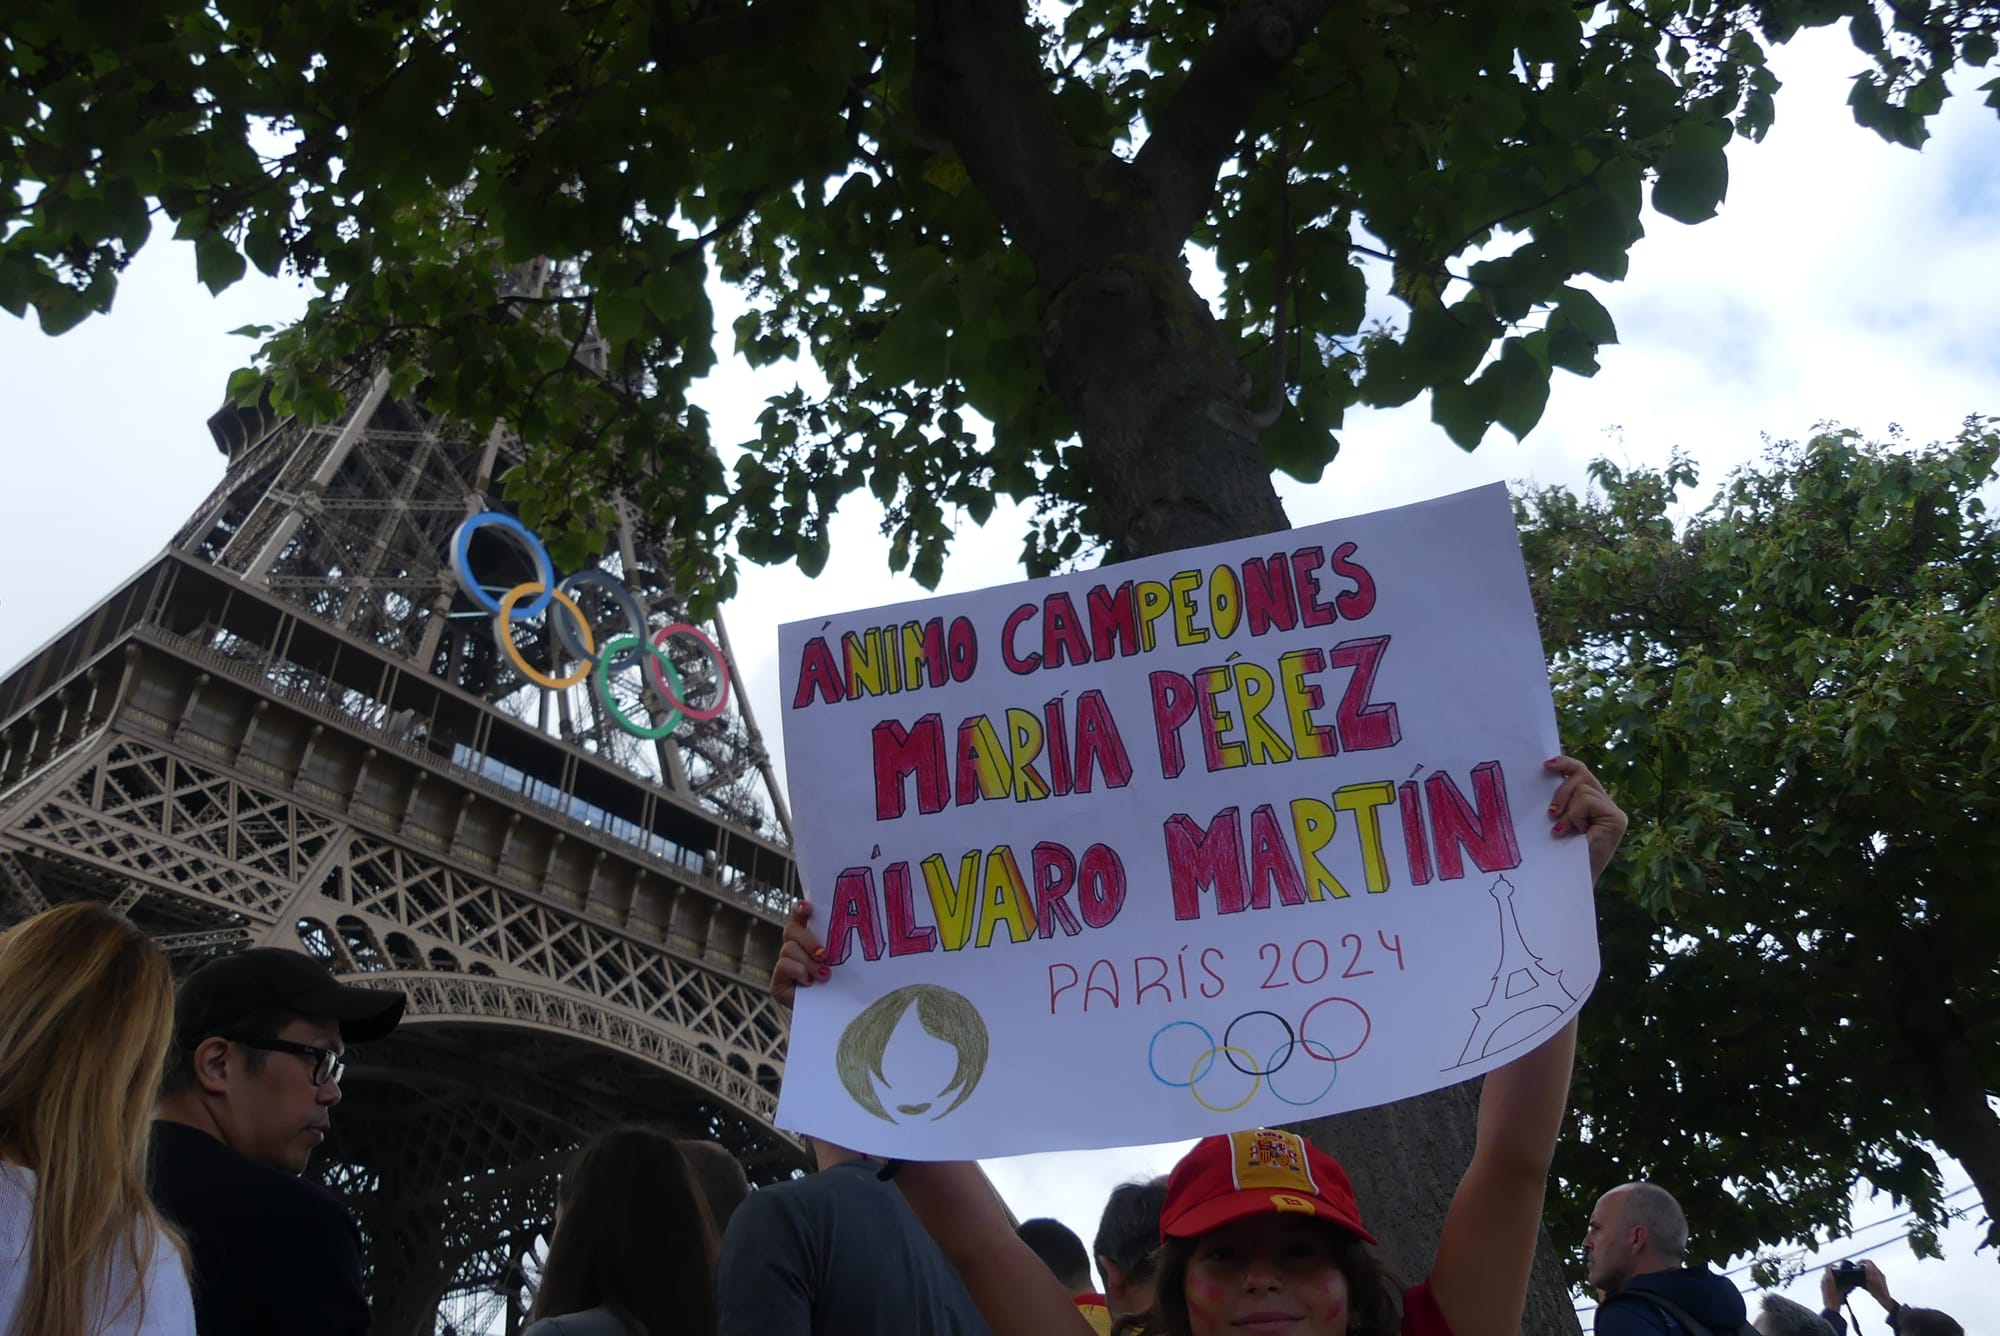 ÁNIMO CAMPEONES
MARÍA PÉREZ
ÁLVARO MARTÍN
PARÍS 2024